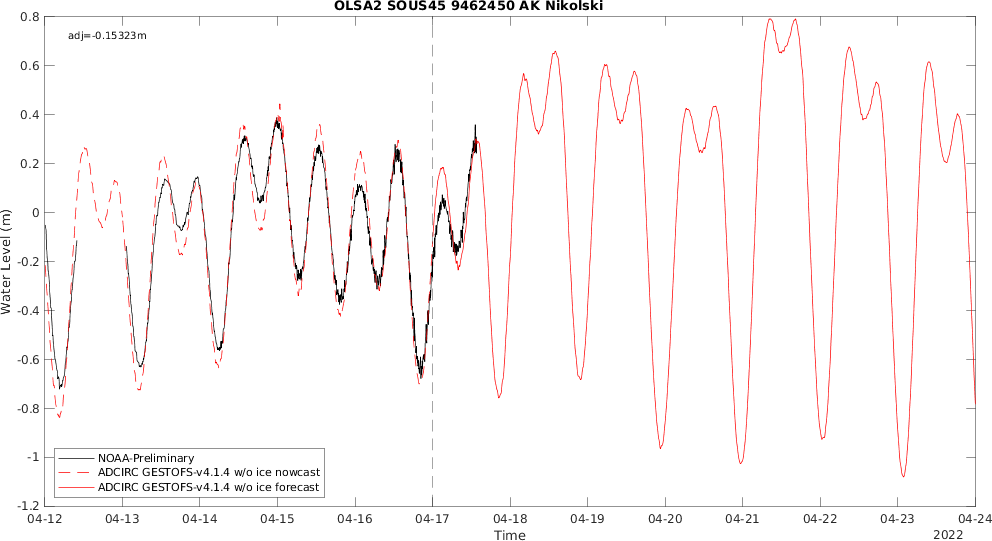 OLSA2 SOUS45 9462450 AK Nikolski
adj=-0.15323m
0.8
0.6
0.4
0.2
0
-0.2
-0.4
-0.6
-0.8
-1
-1.2
Water Level (m)
NOAA-Preliminary
ADCIRC GESTOFS-v4.1.4 w/o ice nowcast
ADCIRC GESTOFS-v4.1.4 w/o ice forecast
04-12 04-13 04-14 04-15 04-16 04-17 04-18 04-19 04-20 04-21 04-22 04-23 04-24
Time
2022